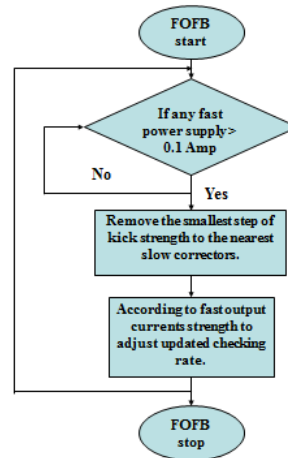 FOFB
start
If any fast
power supply>
0.1 Amp
No
Yes
Remove the smallest step of
kick strength to the nearest
slow correctors.
According to fast output
currents strength to
adjust updated checking
rate.
FOFB
stop